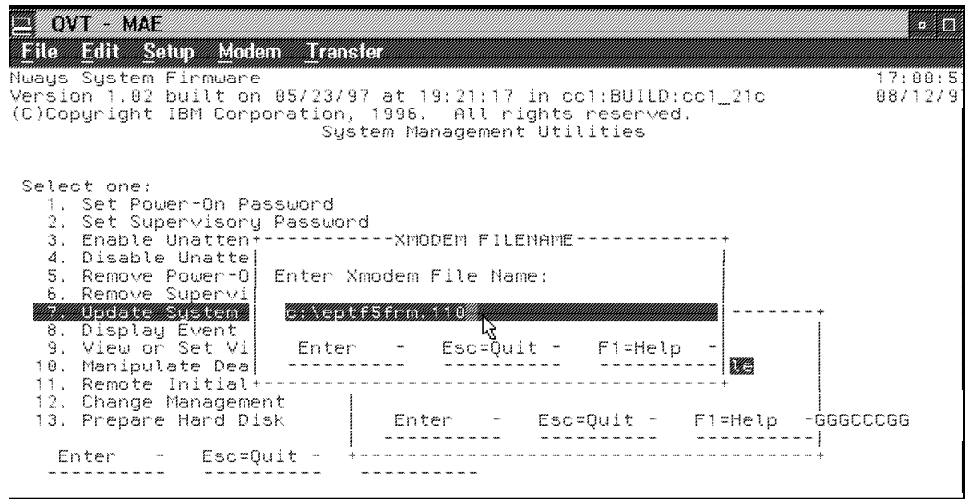 QVT - MAE
File Edit Setup Modem Transfer
Nways System Firmware 17:00:5
Version 1.02 built on 05/23/97 at 19:21:17 in cc1:BUILD:cc1_21c 08/12/9
(C)Copyright IBM Corporation, 1996. All rights reserved.
System Management Utilities
Select one:
1. Set Power-On Password
2. Set Supervisory Password
3. Enable Unatten
XMODEM FILENAME
4. Disable Unatte
5. Remove Power-O
Enter Xmodem File Name:
6. Remove Supervi
7. Update System
c:\eptf5frm.110
8. Display Event
9. View or Set Vi
Enter - Esc=Quit - F1=Help -
10. Manipulate Dea
le
11. Remote Initial
12. Change Management
13. Prepare Hard Disk
Enter - Esc=Quit - F1=Help -GGGCCCGG
Enter - Esc=Quit -